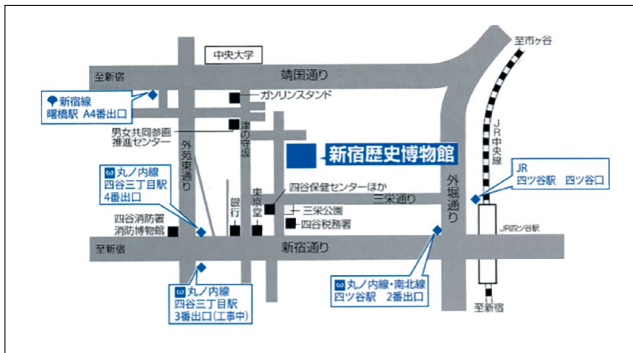 至市ヶ谷
中央大学
至新宿
靖国通り
新宿線
曙橋駅 A4番出口
ガソリンスタンド
男女共同参画
推進センター
津の守坂
外苑東通り
新宿歴史博物館
JR中央線
外堀通り
JR
四ツ谷駅 四ツ谷口
丸ノ内線
四谷三丁目駅
4番出口
四谷保健センターほか
三栄通り
三栄公園
四谷税務署
銀行
東京堂
四谷消防署
消防博物館
至新宿
新宿通り
JR四ツ谷駅
丸ノ内線
四谷三丁目駅
3番出口(工事中)
丸ノ内線・南北線
四ツ谷駅 2番出口
至新宿